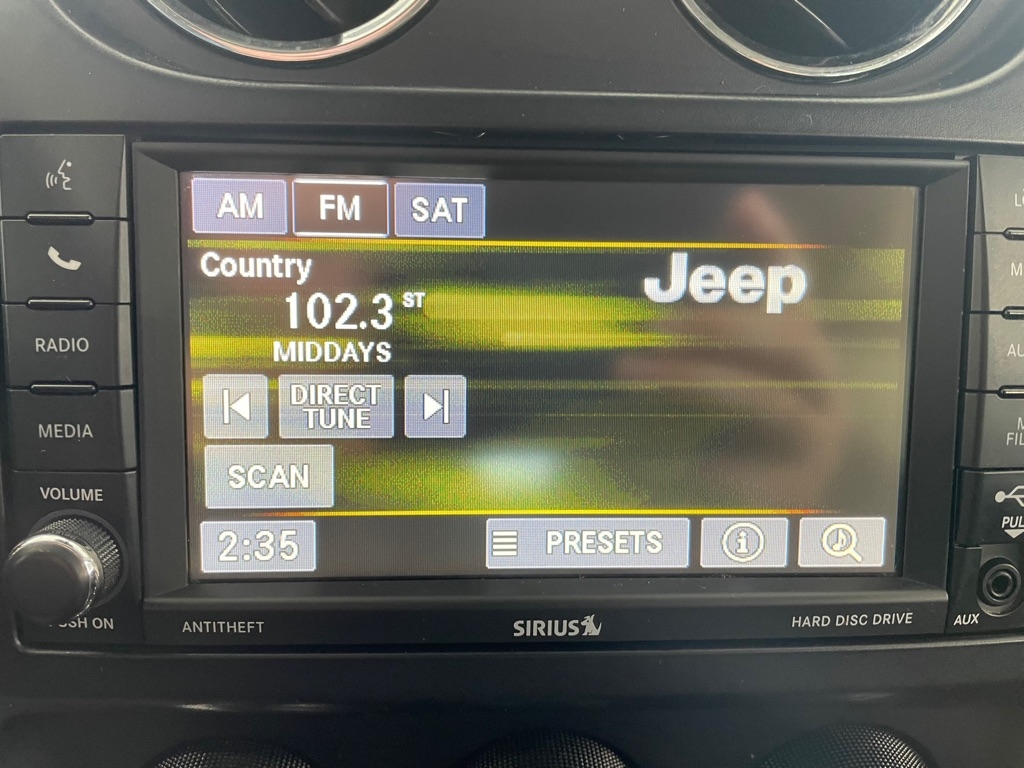 AM FM SAT
Country
Jeep
102.3 ST
MIDDAYS
DIRECT
TUNE
SCAN
2:35
PRESETS
RADIO
MEDIA
VOLUME
ANTITHEFT
SIRIUS
HARD DISC DRIVE
AUX